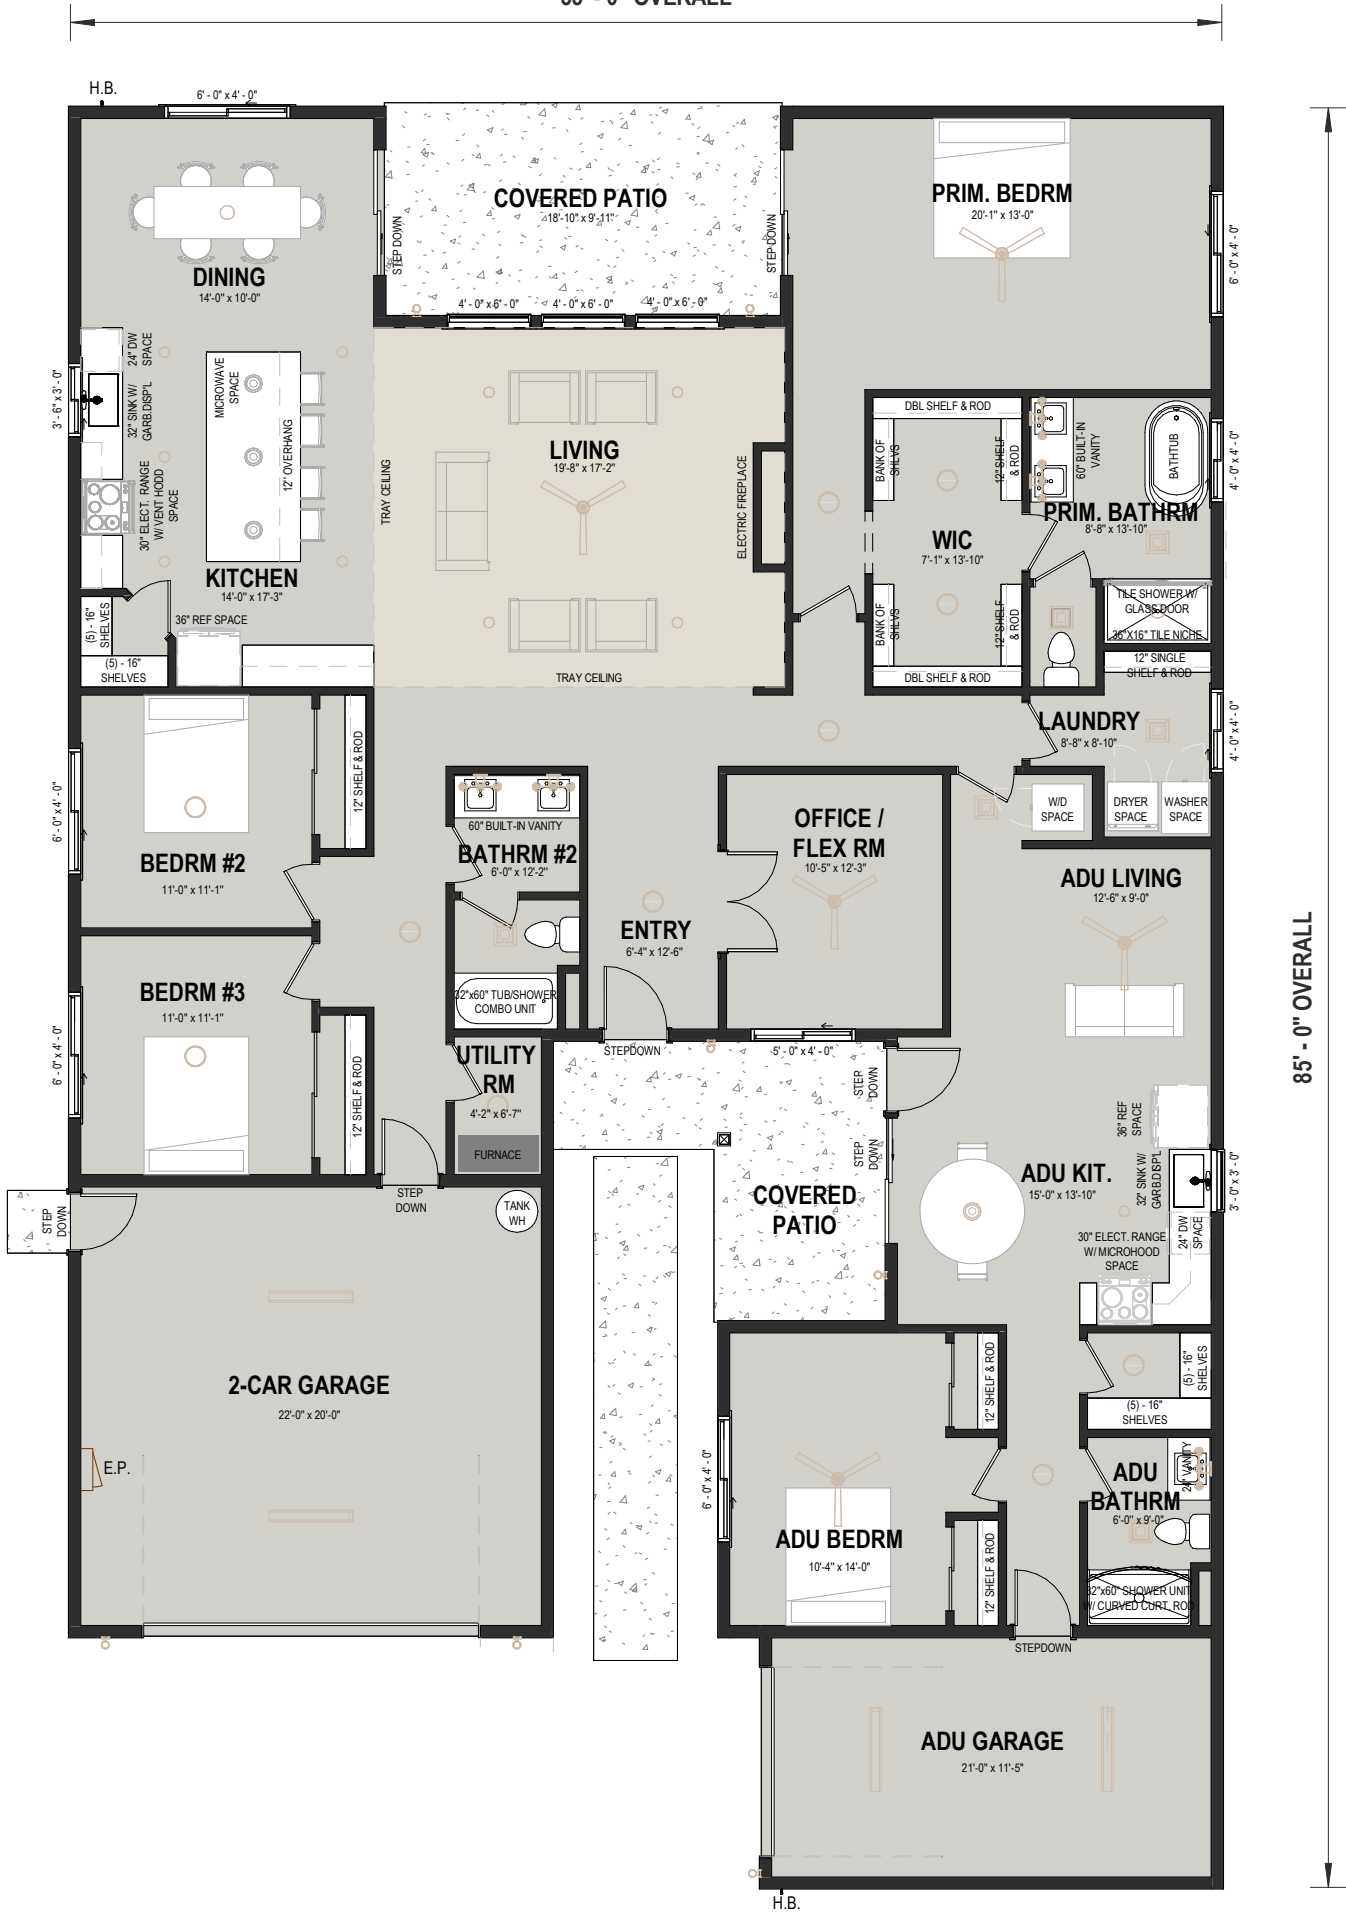 H.B.
6' - 0" x 4' - 0"
COVERED PATIO
18'-10" x 9'-11"
STEP DOWN
STEP DOWN
PRIM. BEDRM
20'-1" x 13'-0"
6' - 0" x 4' - 0"
DINING
14'-0" x 10'-0"
4' - 0" x 6' - 0"
4' - 0" x 6' - 0"
4' - 0" x 6' - 0"
24" DW
SPACE
3' - 6" x 3' - 0"
32" SINK W/
GARB.DISP'L
MICROWAVE
SPACE
12" OVERHANG
30" ELECT. RANGE
W/ VENT HODD
SPACE
KITCHEN
14'-0" x 17'-3"
36" REF SPACE
(5) - 16"
SHELVES
(5) - 16"
SHELVES
LIVING
19'-8" x 17'-2"
TRAY CEILING
ELECTRIC FIREPLACE
TRAY CEILING
DBL SHELF & ROD
BANK OF
SHLVS
12" SHELF
& ROD
WIC
7'-1" x 13'-10"
BANK OF
SHLVS
12" SHELF
& ROD
DBL SHELF & ROD
60" BUILT-IN
VANITY
BATHTUB
4' - 0" x 4' - 0"
PRIM. BATHRM
8'-8" x 13'-10"
TILE SHOWER W/
GLASS DOOR
36"X16" TILE NICHE
12" SINGLE
SHELF & ROD
LAUNDRY
8'-8" x 8'-10"
4' - 0" x 4' - 0"
W/D
SPACE
DRYER
SPACE
WASHER
SPACE
12" SHELF & ROD
6' - 0" x 4' - 0"
BEDRM #2
11'-0" x 11'-1"
60" BUILT-IN VANITY
BATHRM #2
6'-0" x 12'-2"
OFFICE /
FLEX RM
10'-5" x 12'-3"
ADU LIVING
12'-6" x 9'-0"
ENTRY
6'-4" x 12'-6"
BEDRM #3
11'-0" x 11'-1"
6' - 0" x 4' - 0"
12" SHELF & ROD
32"x60" TUB/SHOWER
COMBO UNIT
85' - 0" OVERALL
UTILITY
RM
4'-2" x 6'-7"
FURNACE
STEPDOWN
5' - 0" x 4' - 0"
STEP
DOWN
STEP
DOWN
36" REF
SPACE
ADU KIT.
15'-0" x 13'-10"
32" SINK W/
GARB.DISP'L
3' - 0" x 3' - 0"
24" DW
SPACE
30" ELECT. RANGE
W/ MICROHOOD
SPACE
COVERED
PATIO
STEP
DOWN
STEP
DOWN
TANK
WH
2-CAR GARAGE
22'-0" x 20'-0"
E.P.
12" SHELF & ROD
(5) - 16"
SHELVES
(5) - 16"
SHELVES
6' - 0" x 4' - 0"
ADU
BATHRM
6'-0" x 9'-0"
24" VANITY
ADU BEDRM
10'-4" x 14'-0"
12" SHELF & ROD
32"x60" SHOWER UNIT
W/ CURVED CURT. ROD
STEPDOWN
ADU GARAGE
21'-0" x 11'-5"
H.B.